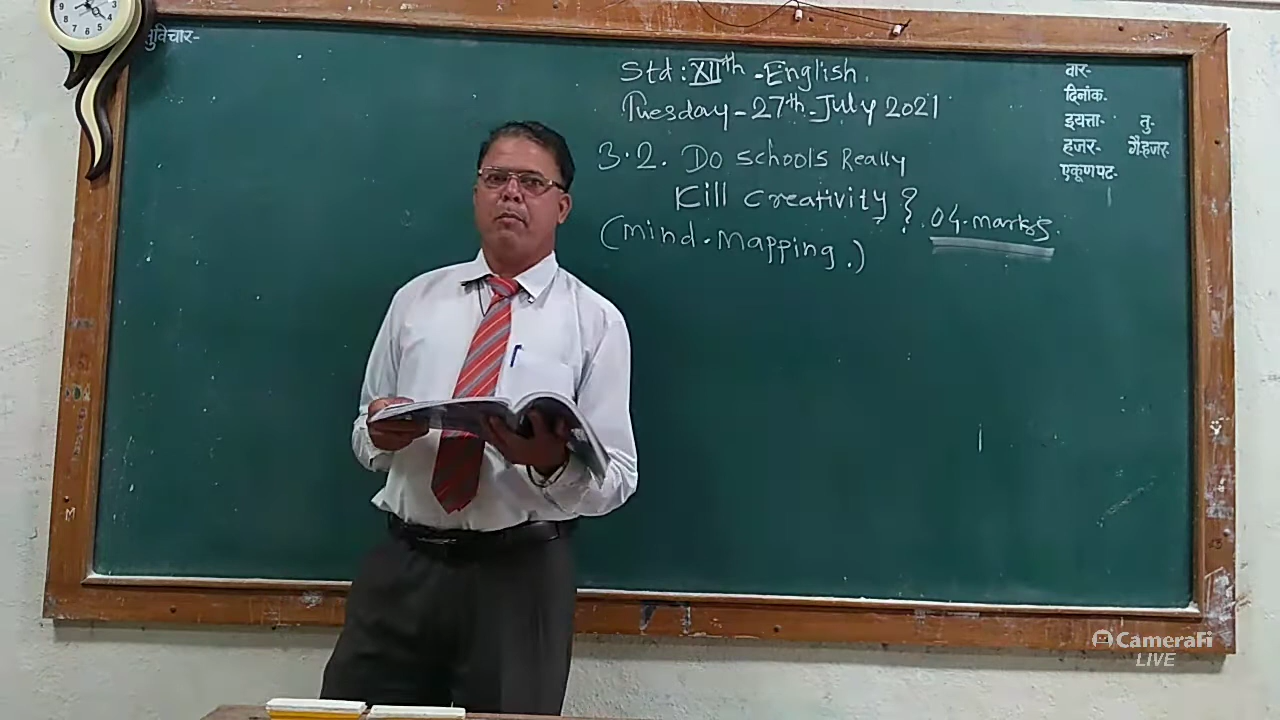 सुविचार-
Std: XIIth - English.
Tuesday - 27th July 2021
3.2. Do schools Really
Kill creativity?
04 marks.
(mind. mapping.)
वार-
दिनांक.
इयत्ता- तु-
हजर- गैरहजर-
एकूण पट-
M
CameraFi
LIVE